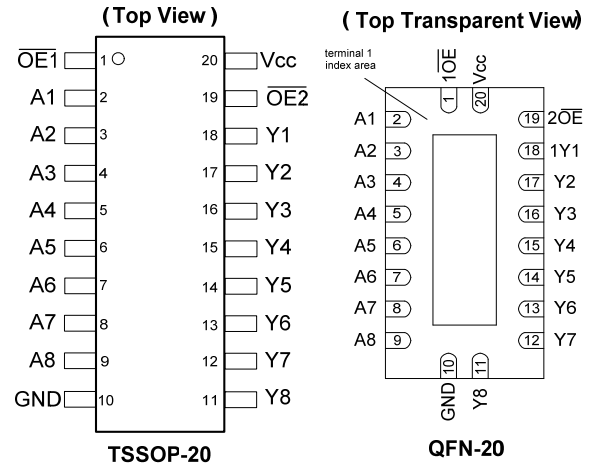 (Top View)
OE1 1 20 Vcc
A1 2 19 OE2
A2 3 18 Y1
A3 4 17 Y2
A4 5 16 Y3
A5 6 15 Y4
A6 7 14 Y5
A7 8 13 Y6
A8 9 12 Y7
GND 10 11 Y8
TSSOP-20
(Top Transparent View)
terminal 1
index area
1OE Vcc
1 20
A1 2 19 2OE
A2 3 18 1Y1
A3 4 17 Y2
A4 5 16 Y3
A5 6 15 Y4
A6 7 14 Y5
A7 8 13 Y6
A8 9 12 Y7
10 11
GND Y8
QFN-20